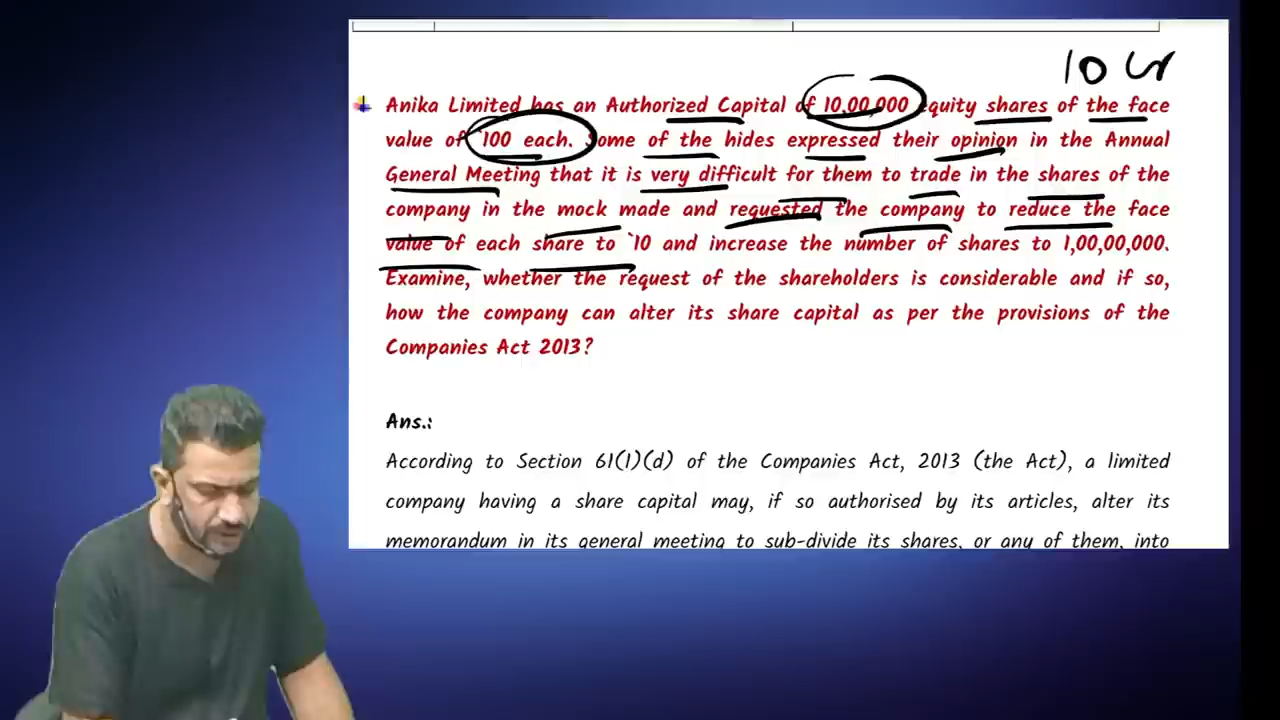 10 Cr
Anika Limited has an Authorized Capital of 10,00,000 equity shares of the face
value of `100 each. Some of the hides expressed their opinion in the Annual
General Meeting that it is very difficult for them to trade in the shares of the
company in the mock made and requested the company to reduce the face
value of each share to `10 and increase the number of shares to 1,00,00,000.
Examine, whether the request of the shareholders is considerable and if so,
how the company can alter its share capital as per the provisions of the
Companies Act 2013?
Ans.:
According to Section 61(1)(d) of the Companies Act, 2013 (the Act), a limited
company having a share capital may, if so authorised by its articles, alter its
memorandum in its general meeting to sub-divide its shares, or any of them, into